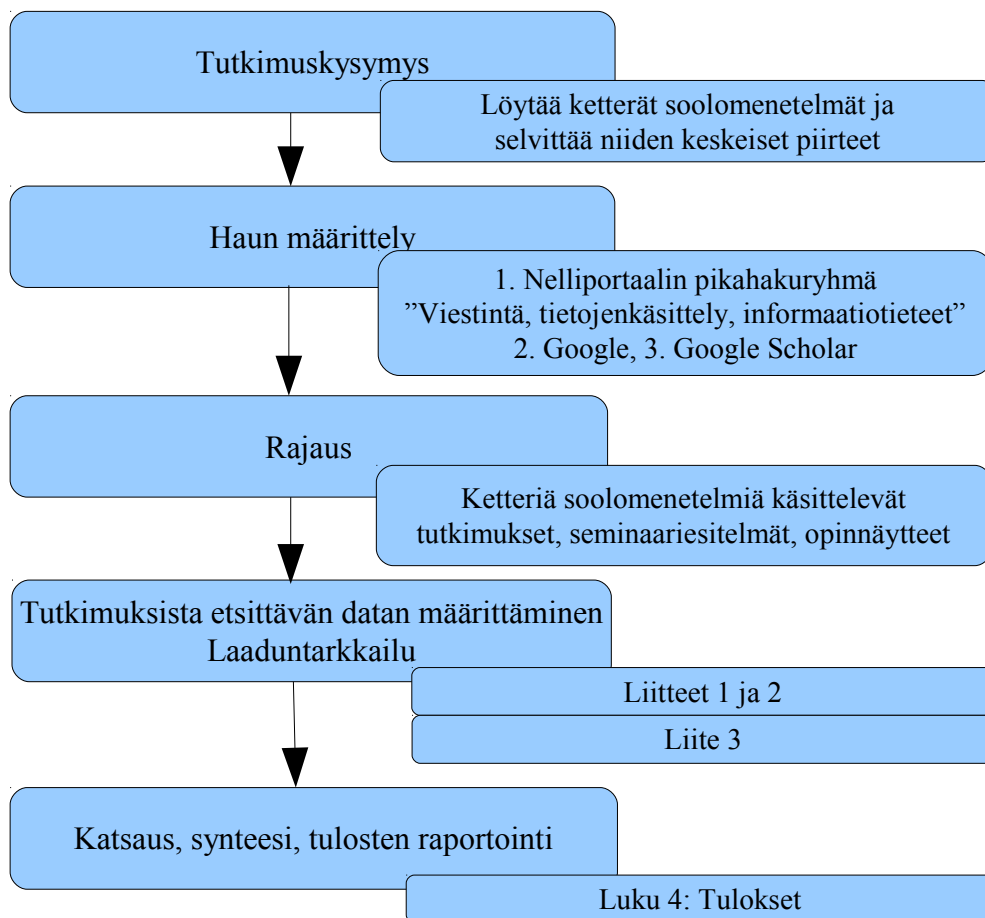 Tutkimuskysymys
Löytää ketterät soolomenetelmät ja
selvittää niiden keskeiset piirteet
Haun määrittely
1. Nelliportaalin pikahakuryhmä
”Viestintä, tietojenkäsittely, informaatiotieteet”
2. Google, 3. Google Scholar
Rajaus
Ketteriä soolomenetelmiä käsittelevät
tutkimukset, seminaariesitelmät, opinnäytteet
Tutkimuksista etsittävän datan määrittäminen
Laaduntarkkailu
Liitteet 1 ja 2
Liite 3
Katsaus, synteesi, tulosten raportointi
Luku 4: Tulokset